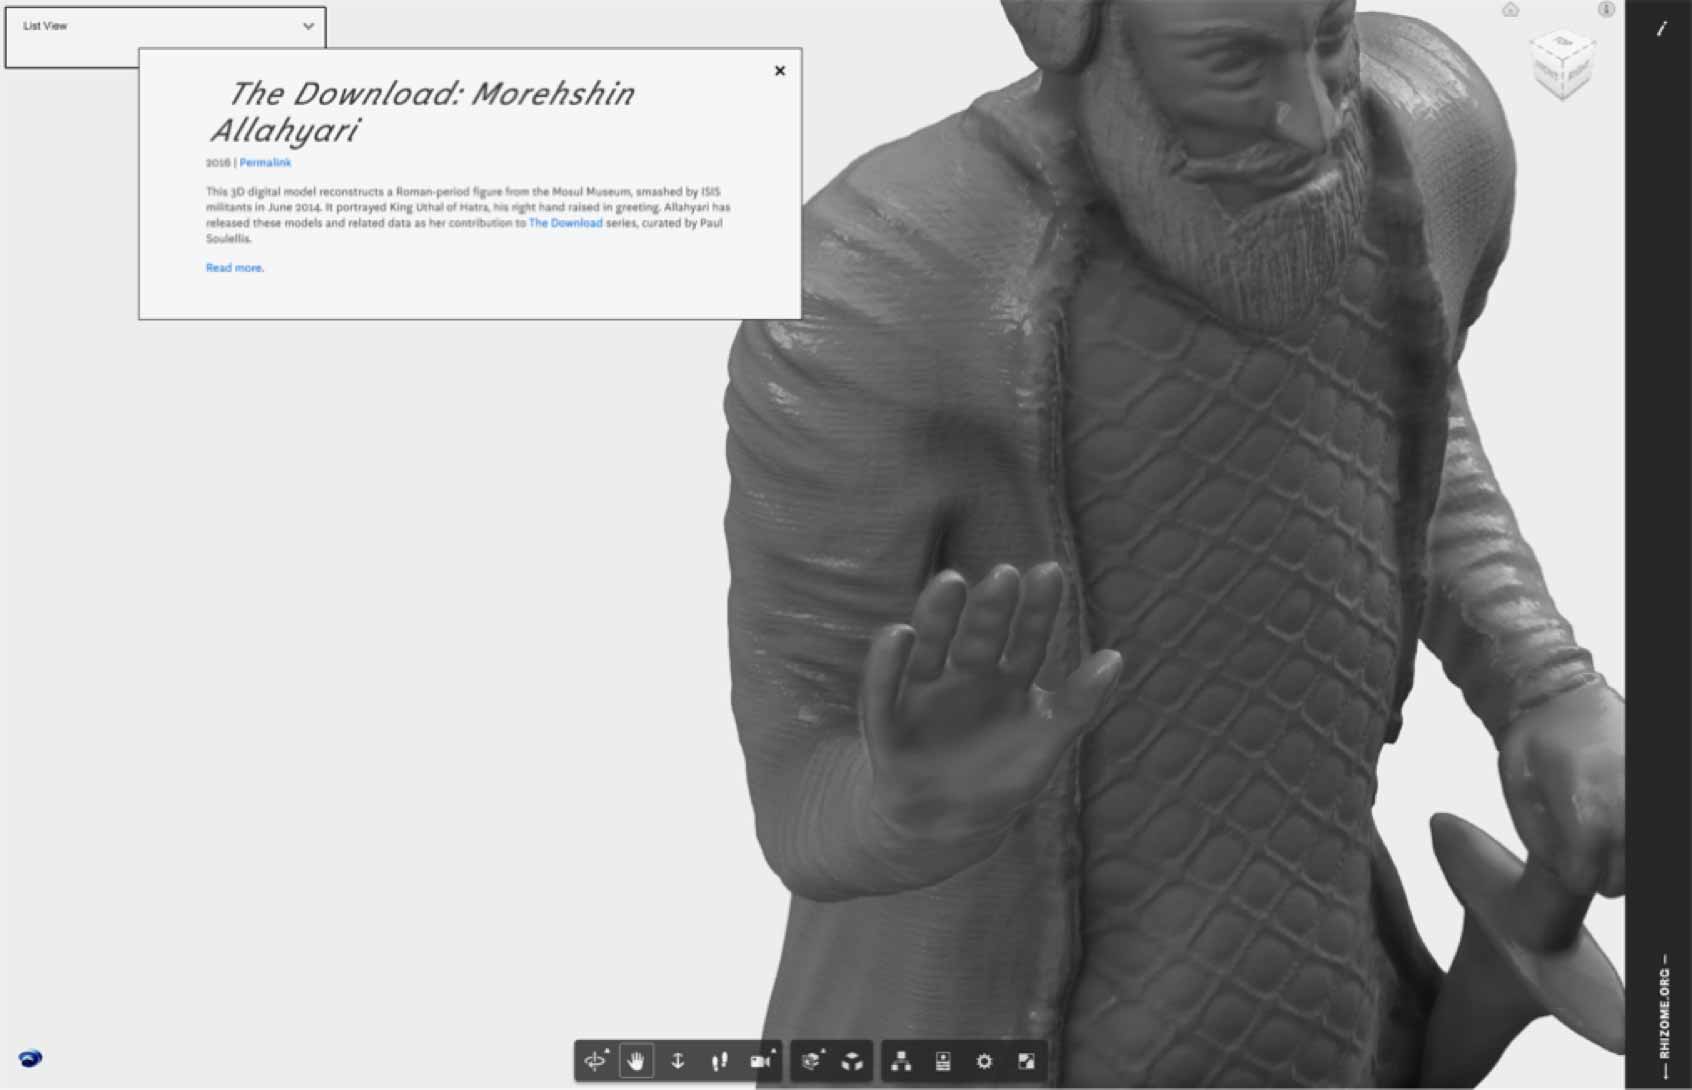 List View
The Download: Morehshin
Allahyari
2016 | Permalink
This 3D digital model reconstructs a Roman-period figure from the Mosul Museum, smashed by ISIS
militants in June 2014. It portrayed King Uthal of Hatra, his right hand raised in greeting. Allahyari has
released these models and related data as her contribution to The Download series, curated by Paul
Soulellis.
Read more.
TOP
FRONT
RIGHT
i
← RHIZOME.ORG —